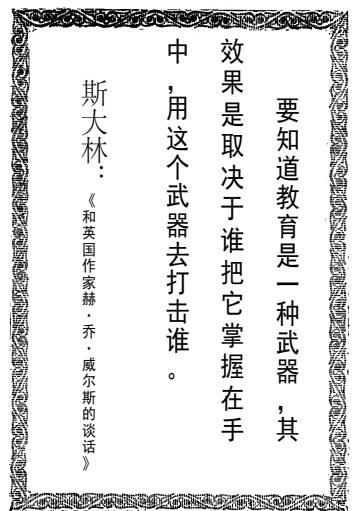 要知道教育是一种武器，其
效果是取决于谁把它掌握在手
中，用这个武器去打击谁。
斯大林：《和英国作家赫·乔·威尔斯的谈话》